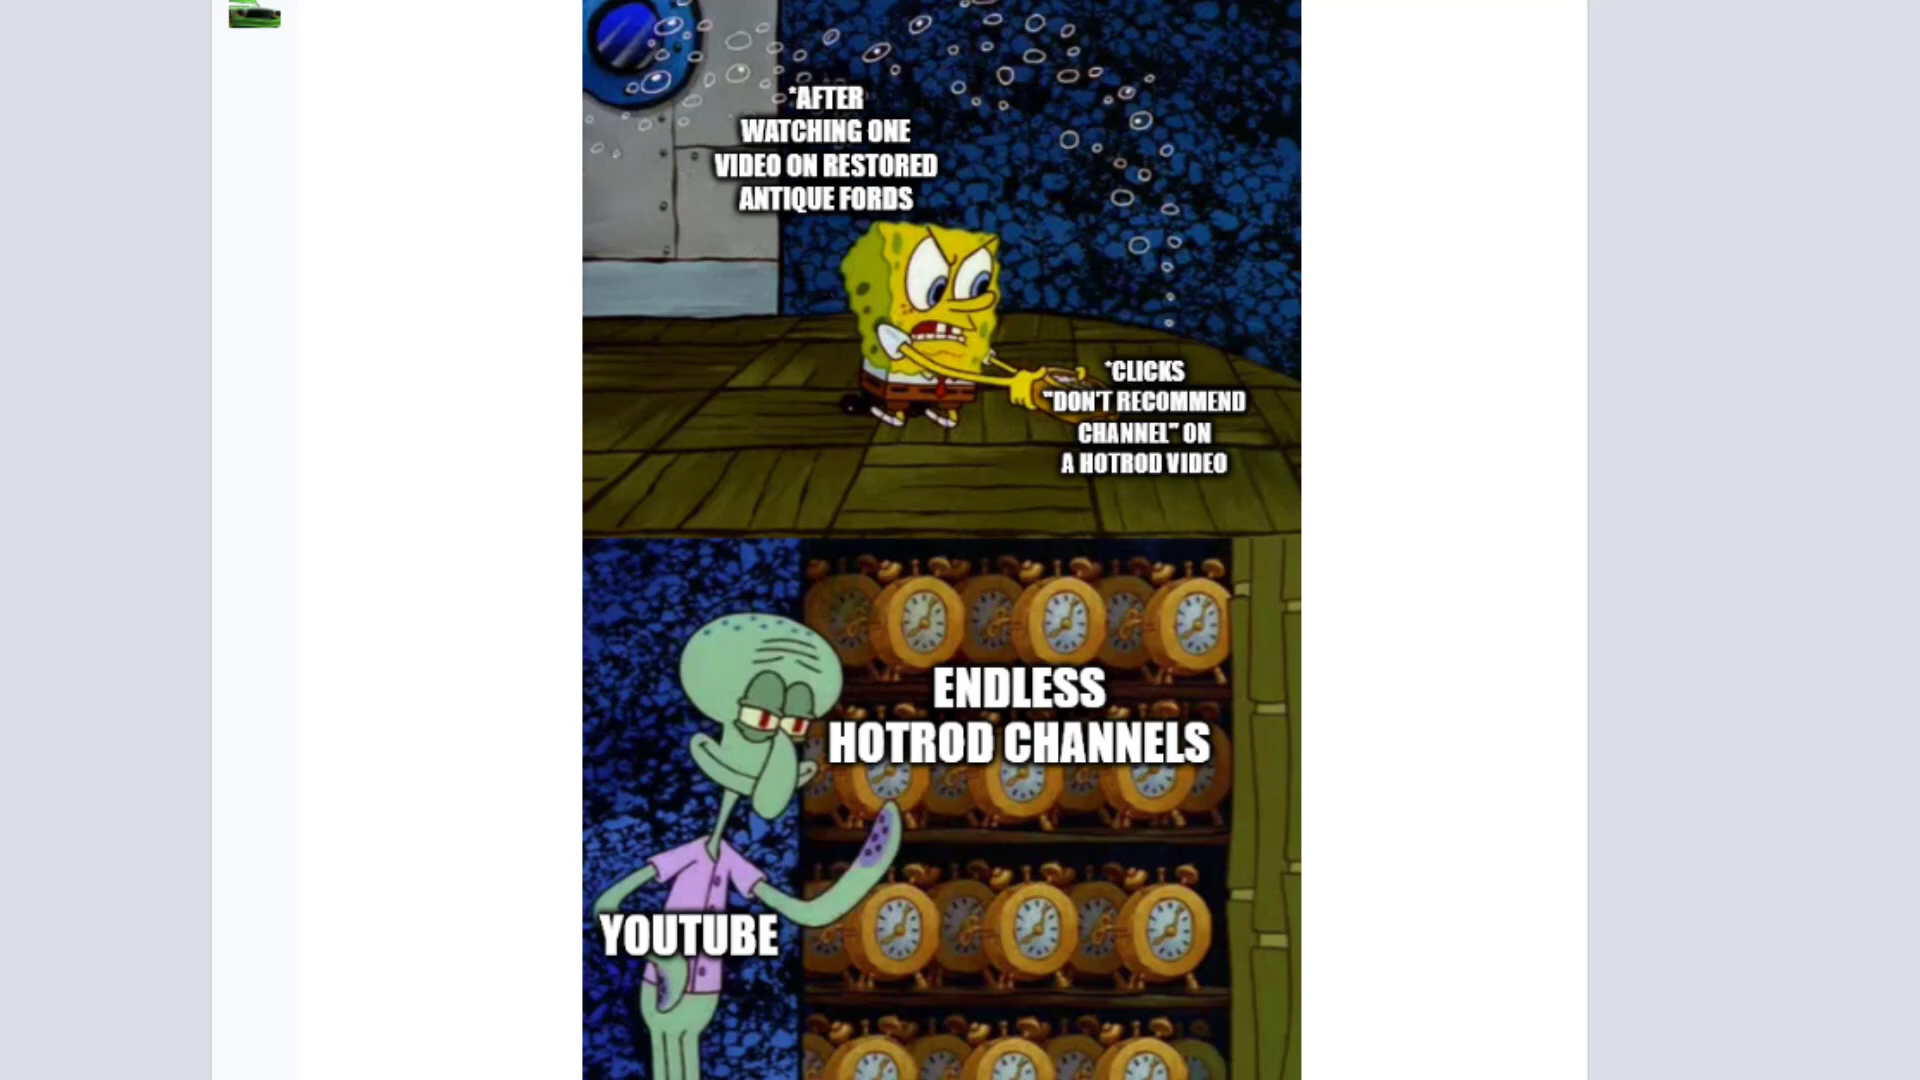 *AFTER
WATCHING ONE
VIDEO ON RESTORED
ANTIQUE FORDS
*CLICKS
"DON'T RECOMMEND
CHANNEL" ON
A HOTROD VIDEO
ENDLESS
HOTROD CHANNELS
YOUTUBE